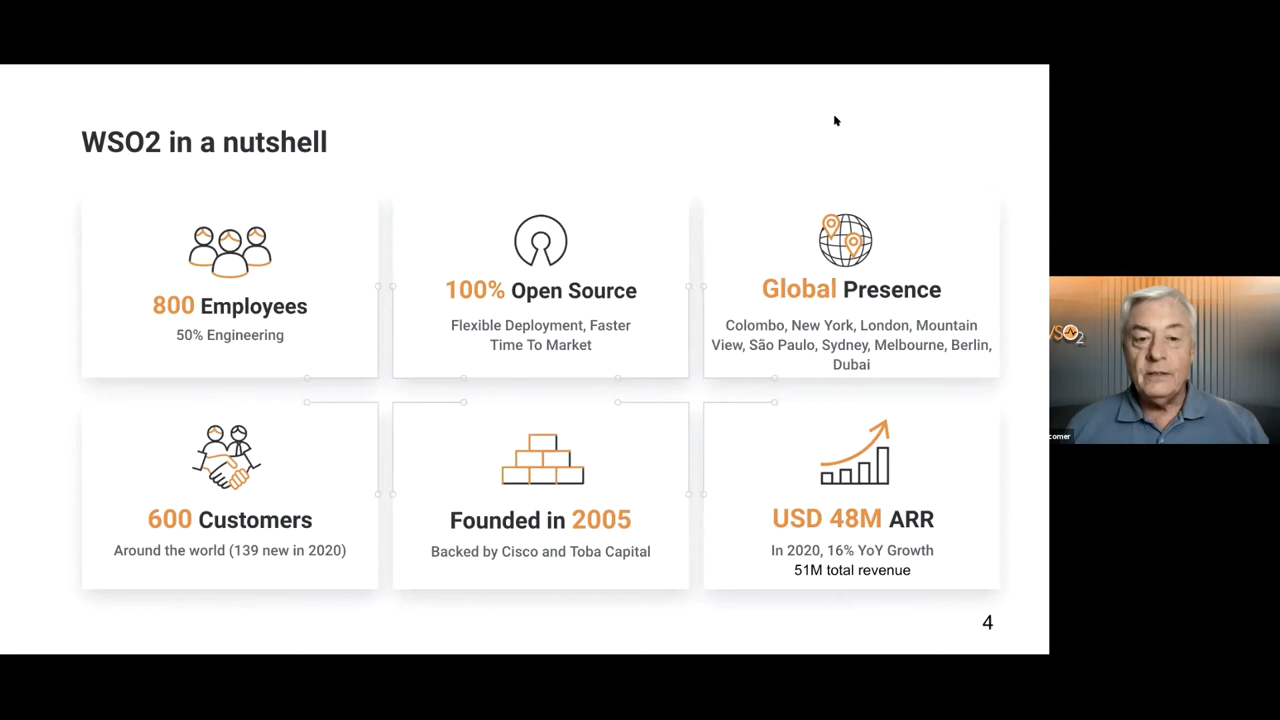 WSO2 in a nutshell
800 Employees
50% Engineering
100% Open Source
Flexible Deployment, Faster
Time To Market
Global Presence
Colombo, New York, London, Mountain
View, São Paulo, Sydney, Melbourne, Berlin,
Dubai
600 Customers
Around the world (139 new in 2020)
Founded in 2005
Backed by Cisco and Toba Capital
USD 48M ARR
In 2020, 16% YoY Growth
51M total revenue
4
SO2
comer